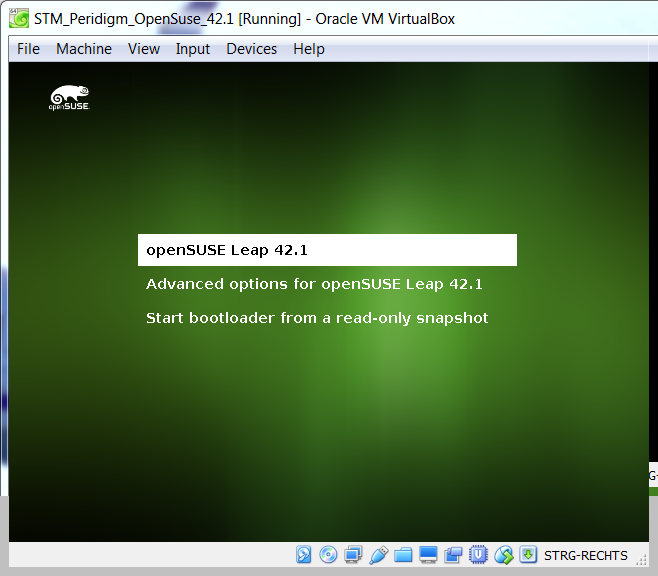 STM_Peridigm_OpenSuse_42.1 [Running] - Oracle VM VirtualBox
File Machine View Input Devices Help
openSUSE
openSUSE Leap 42.1
Advanced options for openSUSE Leap 42.1
Start bootloader from a read-only snapshot
STRG-RECHTS